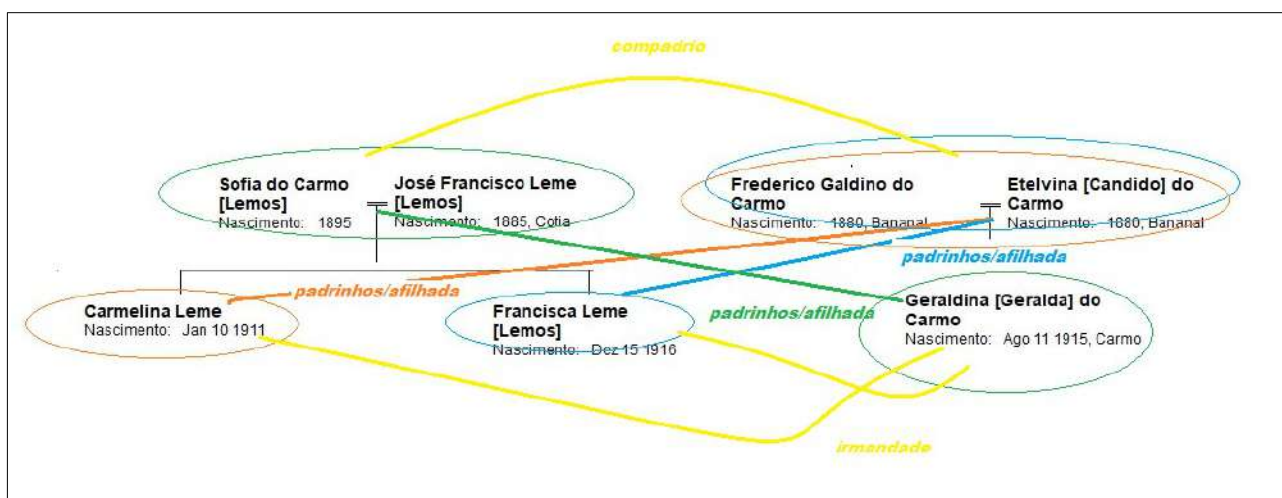 compadrio
Sofia do Carmo
[Lemos]
Nascimento: 1895
José Francisco Leme
[Lemos]
Nascimento: 1885, Cotia
Frederico Galdino do
Carmo
Nascimento: 1880, Bananal
Etelvina [Candido] do
Carmo
Nascimento: 1880, Bananal
padrinhos/afilhada
padrinhos/afilhada
padrinhos/afilhada
Carmelina Leme
Nascimento: Jan 10 1911
Francisca Leme
[Lemos]
Nascimento: Dez 15 1916
Geraldina [Geralda] do
Carmo
Nascimento: Ago 11 1915, Carmo
irmandade